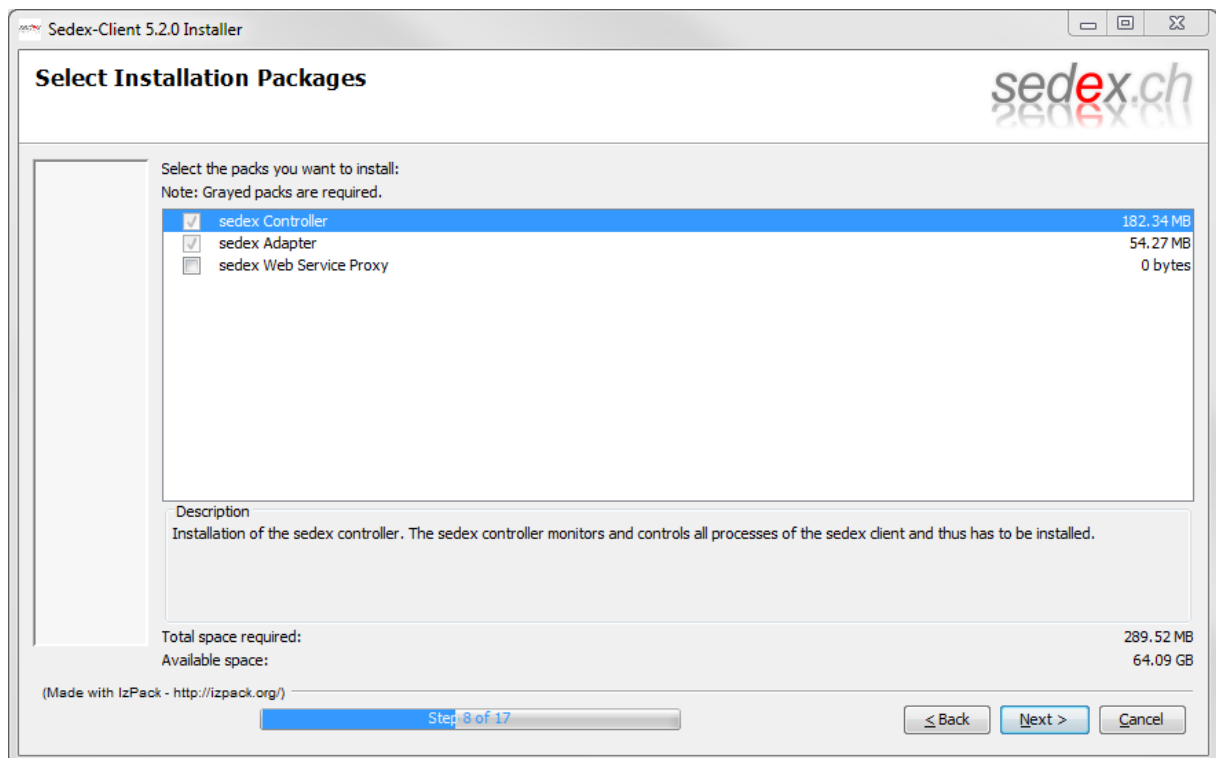 Sedex-Client 5.2.0 Installer
Select Installation Packages
sedex.ch
Select the packs you want to install:
Note: Grayed packs are required.
sedex Controller 182.34 MB
sedex Adapter 54.27 MB
sedex Web Service Proxy 0 bytes
Description
Installation of the sedex controller. The sedex controller monitors and controls all processes of the sedex client and thus has to be installed.
Total space required: 289.52 MB
Available space: 64.09 GB
(Made with IzPack - http://izpack.org/)
Step 8 of 17
< Back Next > Cancel